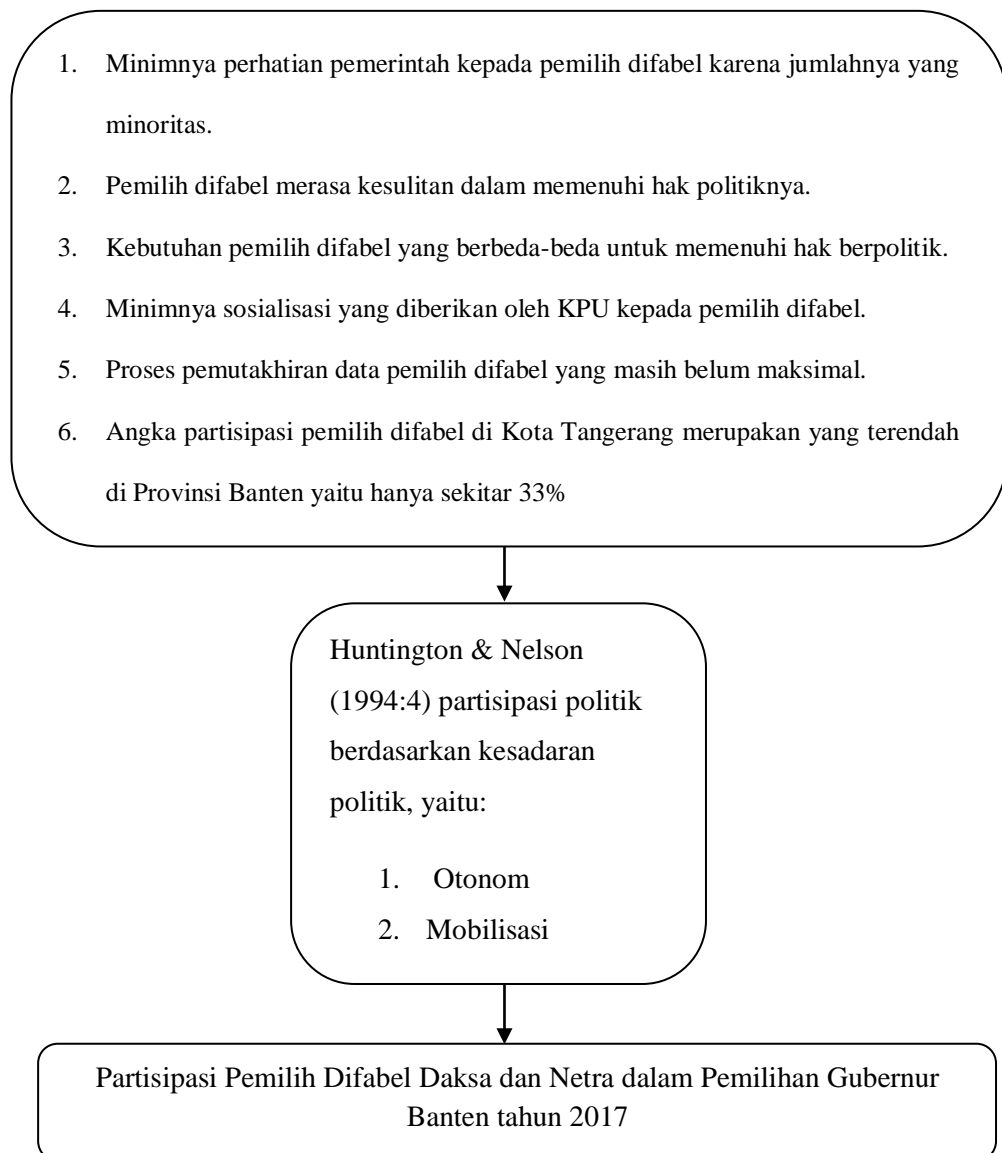 1. Minimnya perhatian pemerintah kepada pemilih difabel karena jumlahnya yang
minoritas.
2. Pemilih difabel merasa kesulitan dalam memenuhi hak politiknya.
3. Kebutuhan pemilih difabel yang berbeda-beda untuk memenuhi hak berpolitik.
4. Minimnya sosialisasi yang diberikan oleh KPU kepada pemilih difabel.
5. Proses pemutakhiran data pemilih difabel yang masih belum maksimal.
6. Angka partisipasi pemilih difabel di Kota Tangerang merupakan yang terendah
di Provinsi Banten yaitu hanya sekitar 33%
Huntington & Nelson
(1994:4) partisipasi politik
berdasarkan kesadaran
politik, yaitu:
1. Otonom
2. Mobilisasi
Partisipasi Pemilih Difabel Daksa dan Netra dalam Pemilihan Gubernur
Banten tahun 2017